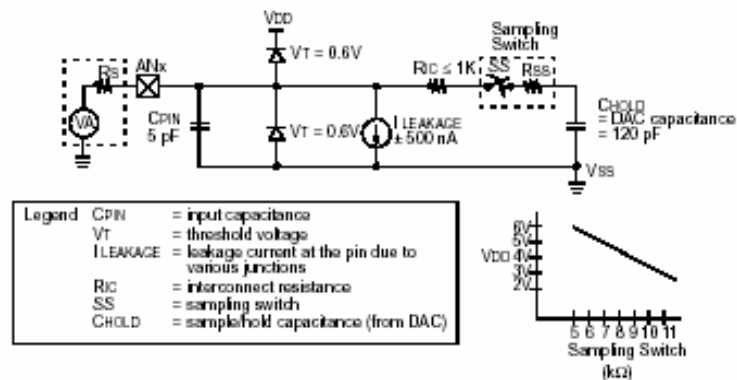 VDD
Sampling
Switch
VT = 0.6V
ANx
RS
RIC ≤ 1K
SS
RSS
VA
CPIN
5 pF
VT = 0.6V
I LEAKAGE
± 500 nA
CHOLD
= DAC capacitance
= 120 pF
VSS
Legend CPIN = input capacitance
VT = threshold voltage
I LEAKAGE = leakage current at the pin due to
various junctions
RIC = interconnect resistance
SS = sampling switch
CHOLD = sample/hold capacitance (from DAC)
6V
5V
VDD 4V
3V
2V
5 6 7 8 9 10 11
Sampling Switch
(kΩ)